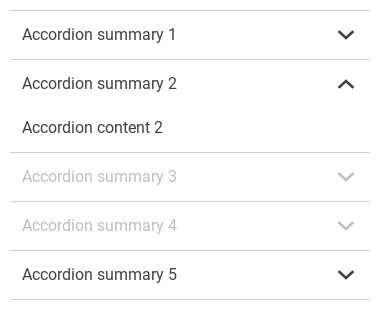 Accordion summary 1
Accordion summary 2
Accordion content 2
Accordion summary 3
Accordion summary 4
Accordion summary 5